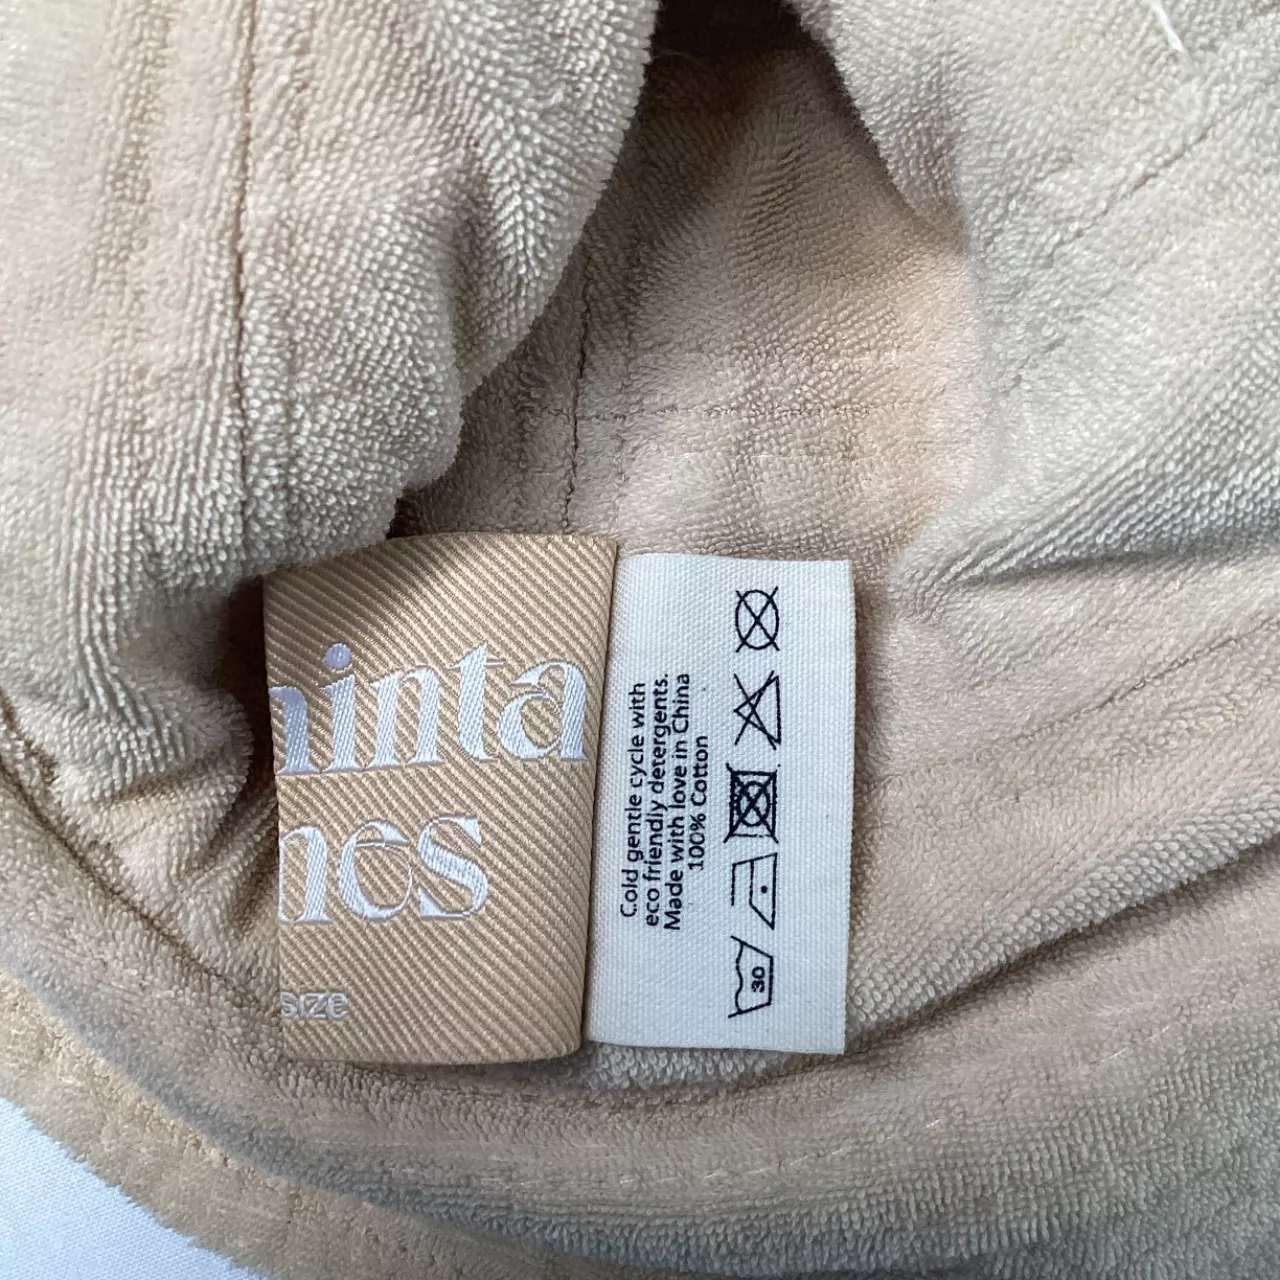 ninta
nes
size
Cold gentle cycle with
eco friendly detergents.
Made with love in China
100% Cotton
30